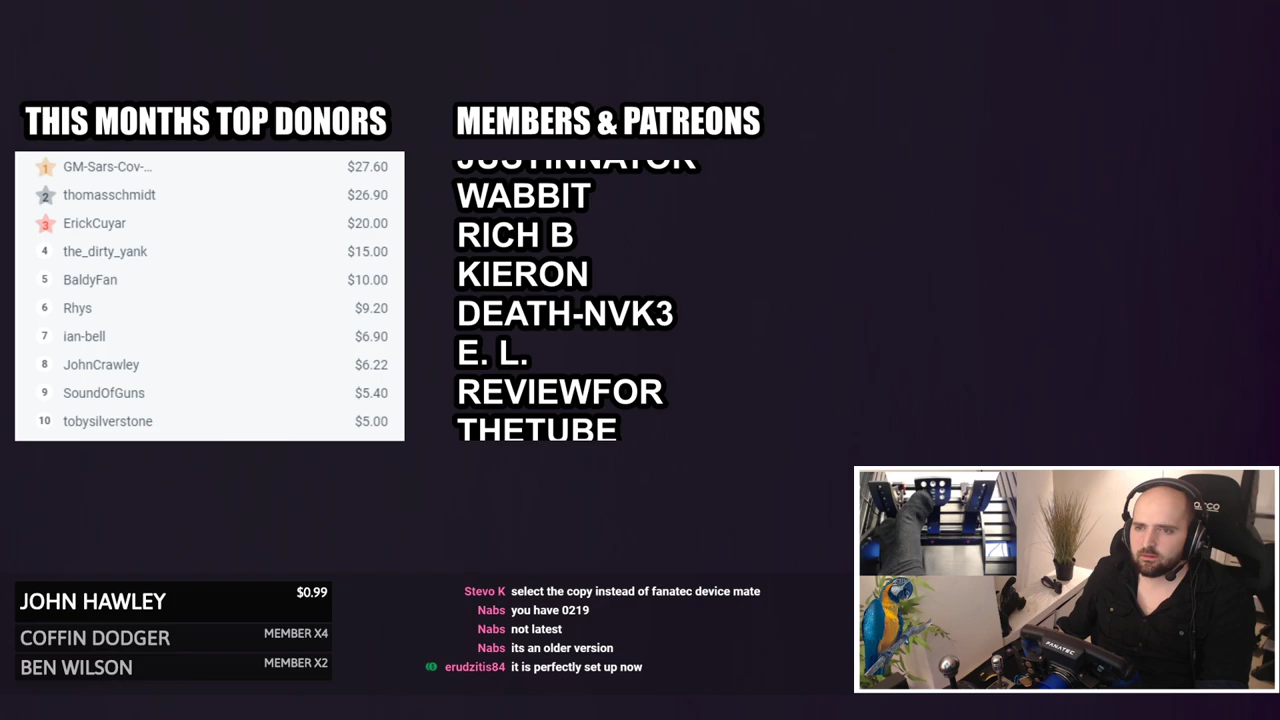 THIS MONTHS TOP DONORS
1 GM-Sars-Cov-... $27.60
2 thomasschmidt $26.90
3 ErickCuyar $20.00
4 the_dirty_yank $15.00
5 BaldyFan $10.00
6 Rhys $9.20
7 ian-bell $6.90
8 JohnCrawley $6.22
9 SoundOfGuns $5.40
10 tobysilverstone $5.00
MEMBERS & PATREONS
JUSTINNATOR
WABBIT
RICH B
KIERON
DEATH-NVK3
E. L.
REVIEWFOR
THETUBE
JOHN HAWLEY $0.99
COFFIN DODGER MEMBER X4
BEN WILSON MEMBER X2
Stevo K select the copy instead of fanatec device mate
Nabs you have 0219
Nabs not latest
Nabs its an older version
erudzitis84 it is perfectly set up now
FANATEC